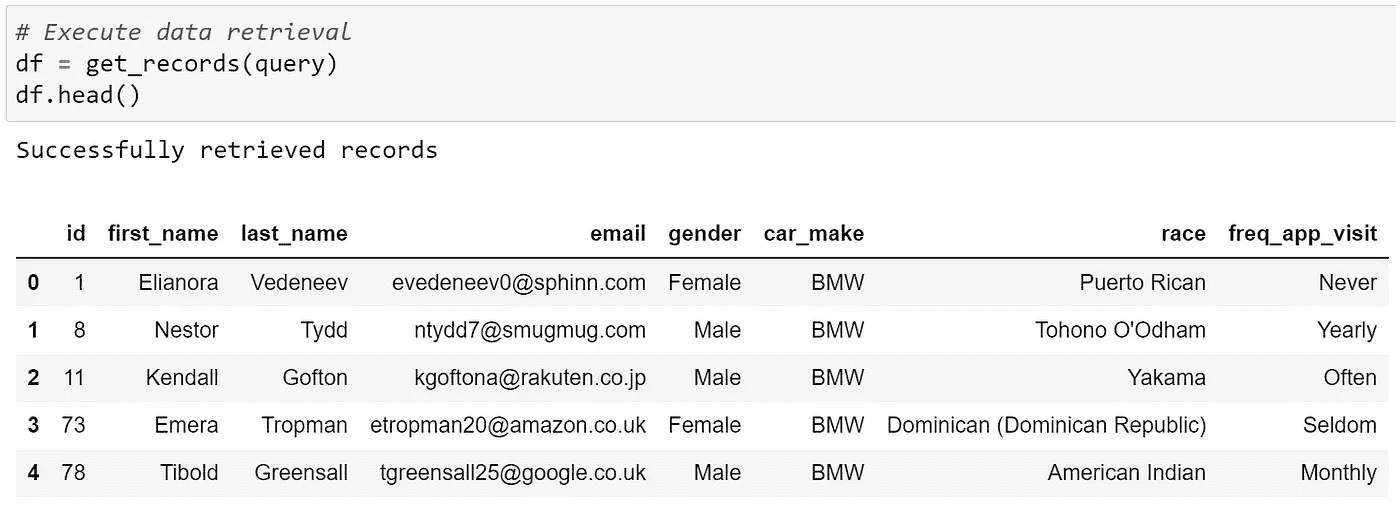 # Execute data retrieval
df = get_records(query)
df.head()
Successfully retrieved records
id first_name last_name email gender car_make race freq_app_visit
0 1 Elianora Vedeneev evedeneev0@sphinn.com Female BMW Puerto Rican Never
1 8 Nestor Tydd ntydd7@smugmug.com Male BMW Tohono O'Odham Yearly
2 11 Kendall Gofton kgoftona@rakuten.co.jp Male BMW Yakama Often
3 73 Emera Tropman etropman20@amazon.co.uk Female BMW Dominican (Dominican Republic) Seldom
4 78 Tibold Greensall tgreensall25@google.co.uk Male BMW American Indian Monthly